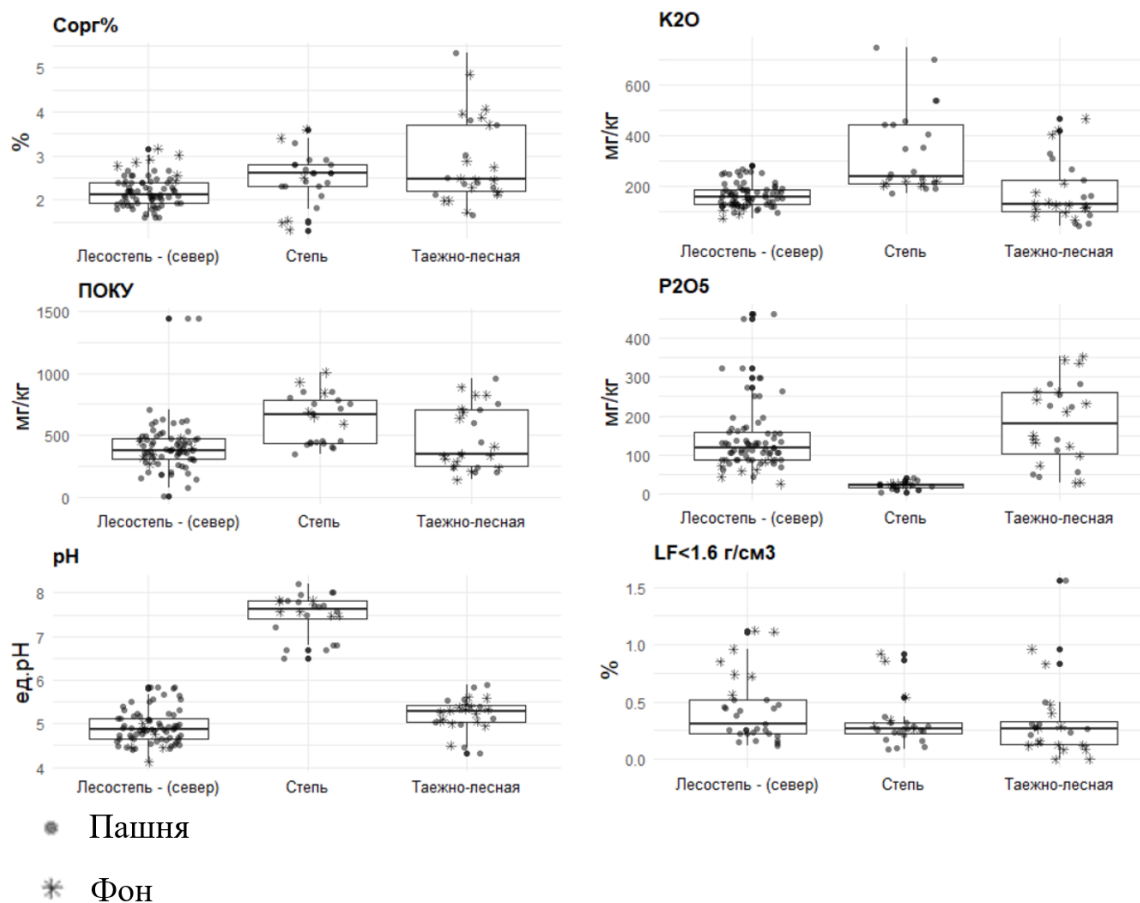 Сорг%
%
5
4
3
2
Лесостепь - (север) Степь Таежно-лесная
K2O
мг/кг
600
400
200
Лесостепь - (север) Степь Таежно-лесная
ПОКУ
мг/кг
1500
1000
500
0
Лесостепь - (север) Степь Таежно-лесная
P2O5
мг/кг
400
300
200
100
0
Лесостепь - (север) Степь Таежно-лесная
pH
ед.pH
8
7
6
5
4
Лесостепь - (север) Степь Таежно-лесная
LF<1.6 г/см3
%
1.5
1.0
0.5
0.0
Лесостепь - (север) Степь Таежно-лесная
Пашня
Фон